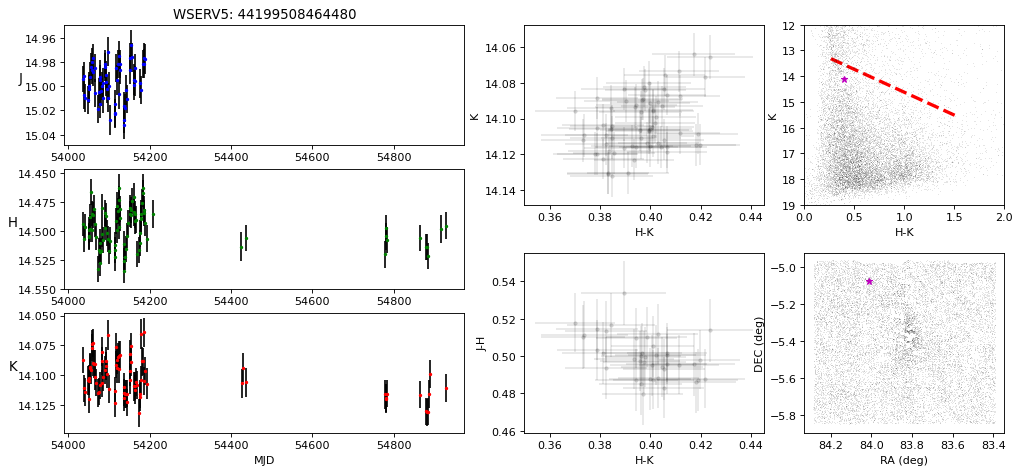 WSERV5: 44199508464480
14.96
14.98
15.00
15.02
15.04
J
54000 54200 54400 54600 54800
14.450
14.475
14.500
14.525
14.550
H
54000 54200 54400 54600 54800
14.050
14.075
14.100
14.125
K
54000 54200 54400 54600 54800
MJD
14.06
14.08
14.10
14.12
14.14
K
0.36 0.38 0.40 0.42 0.44
H-K
0.54
0.52
0.50
0.48
0.46
J-H
0.36 0.38 0.40 0.42 0.44
H-K
12
13
14
15
16
17
18
19
K
0.0 0.5 1.0 1.5 2.0
H-K
−5.0
−5.2
−5.4
−5.6
−5.8
DEC (deg)
84.2 84.0 83.8 83.6 83.4
RA (deg)